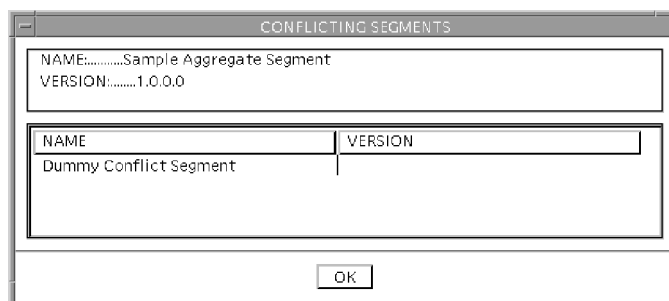 CONFLICTING SEGMENTS
NAME:..........Sample Aggregate Segment
VERSION:........1.0.0.0
NAME VERSION
Dummy Conflict Segment
OK